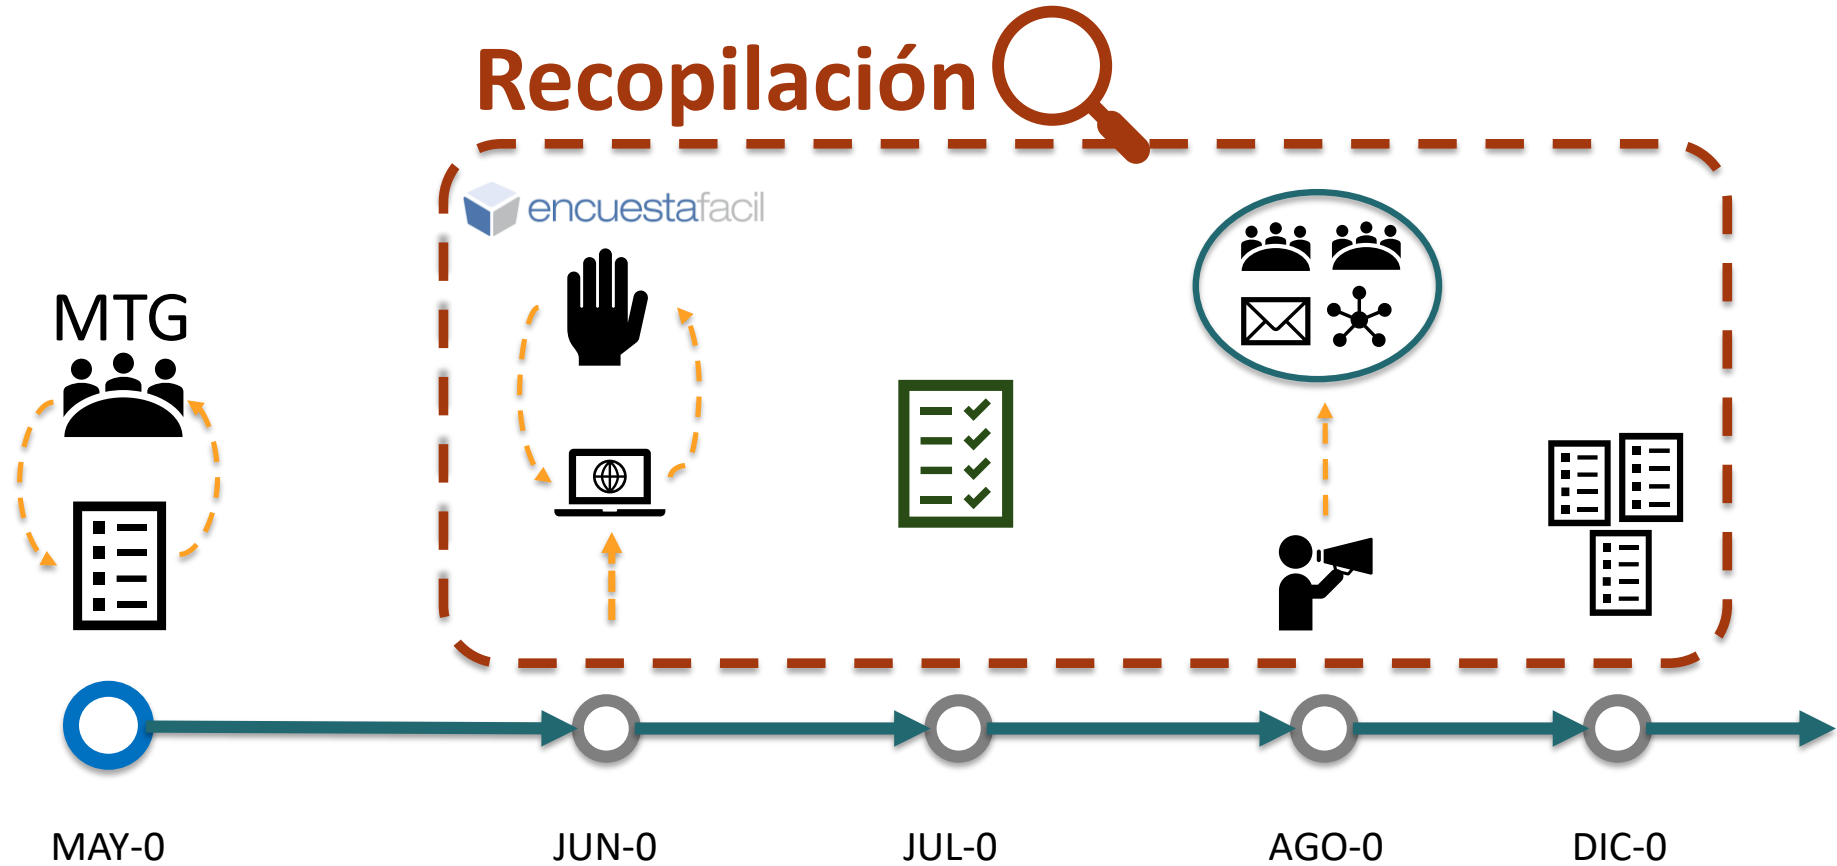 Recopilación
encuestafacil
MTG
MAY-0
JUN-0
JUL-0
AGO-0
DIC-0